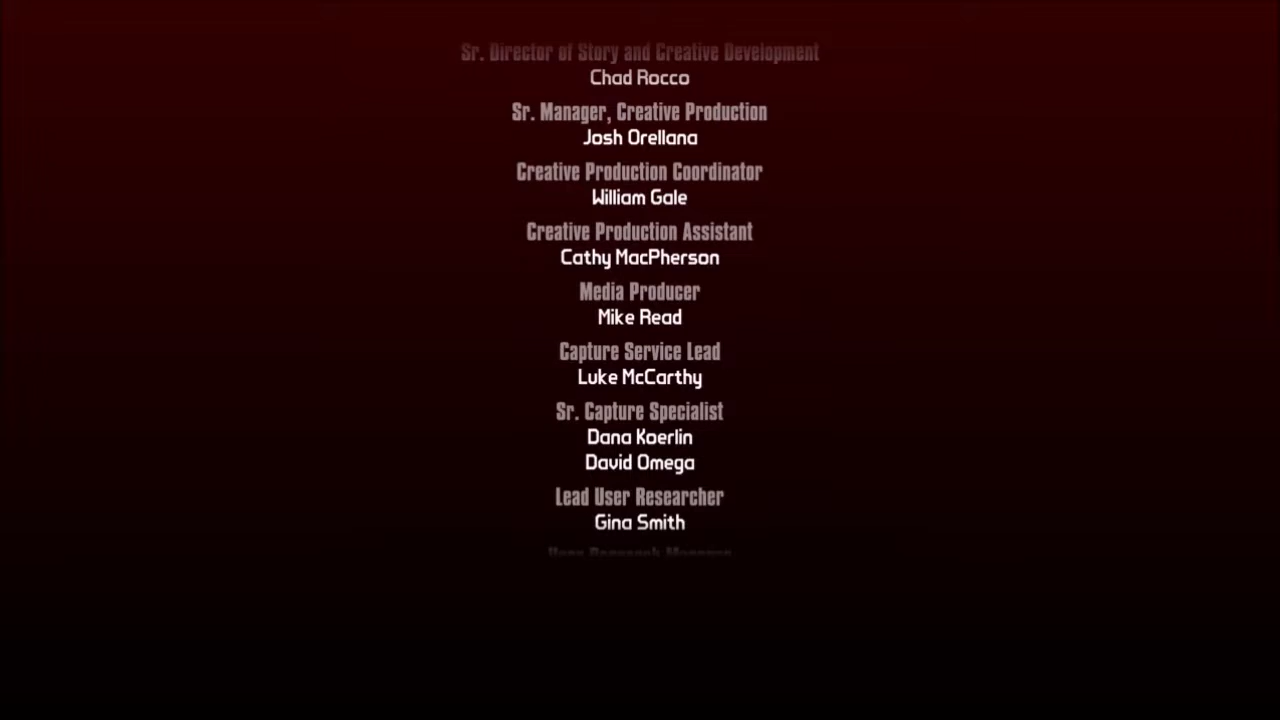 Sr. Director of Story and Creative Development
Chad Rocco
Sr. Manager, Creative Production
Josh Orellana
Creative Production Coordinator
William Gale
Creative Production Assistant
Cathy MacPherson
Media Producer
Mike Read
Capture Service Lead
Luke McCarthy
Sr. Capture Specialist
Dana Koerlin
David Omega
Lead User Researcher
Gina Smith